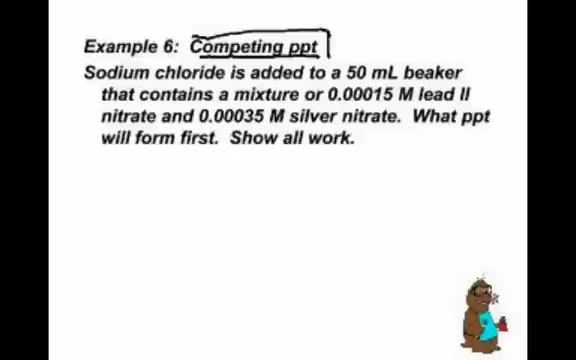 Example 6: Competing ppt
Sodium chloride is added to a 50 mL beaker
that contains a mixture or 0.00015 M lead II
nitrate and 0.00035 M silver nitrate. What ppt
will form first. Show all work.